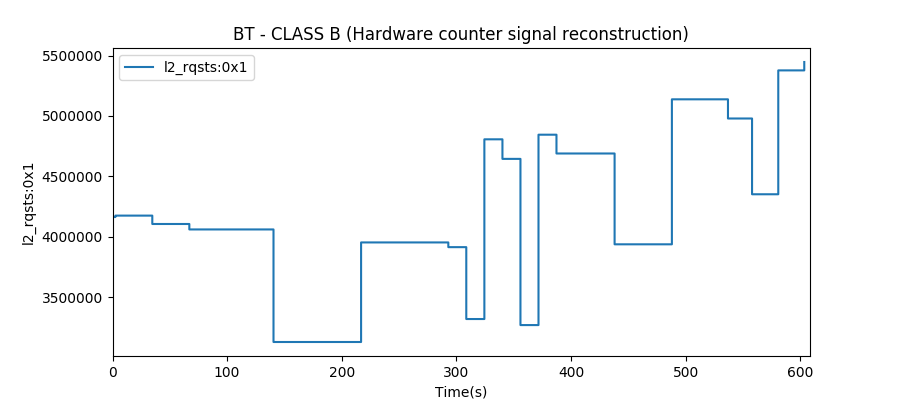 BT - CLASS B (Hardware counter signal reconstruction)
l2_rqsts:0x1
5500000
5000000
4500000
4000000
3500000
l2_rqsts:0x1
0 100 200 300 400 500 600
Time(s)